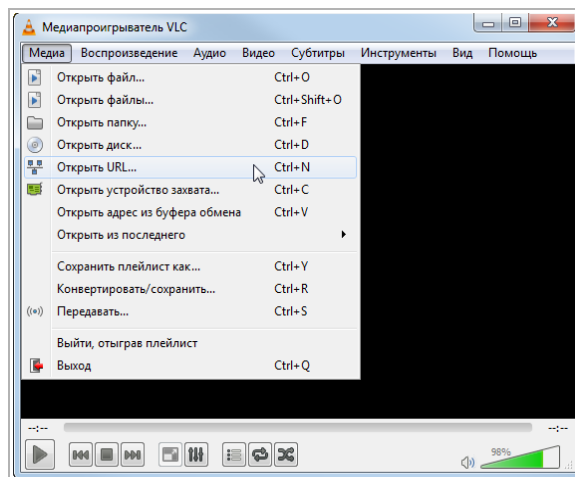 Медиапроигрыватель VLC
Медиа Воспроизведение Аудио Видео Субтитры Инструменты Вид Помощь
Открыть файл... Ctrl+O
Открыть файлы... Ctrl+Shift+O
Открыть папку... Ctrl+F
Открыть диск... Ctrl+D
Открыть URL... Ctrl+N
Открыть устройство захвата... Ctrl+C
Открыть адрес из буфера обмена Ctrl+V
Открыть из последнего
Сохранить плейлист как... Ctrl+Y
Конвертировать/сохранить... Ctrl+R
Передавать... Ctrl+S
Выйти, отыграв плейлист
Выход Ctrl+Q
--:-- --:--
98%